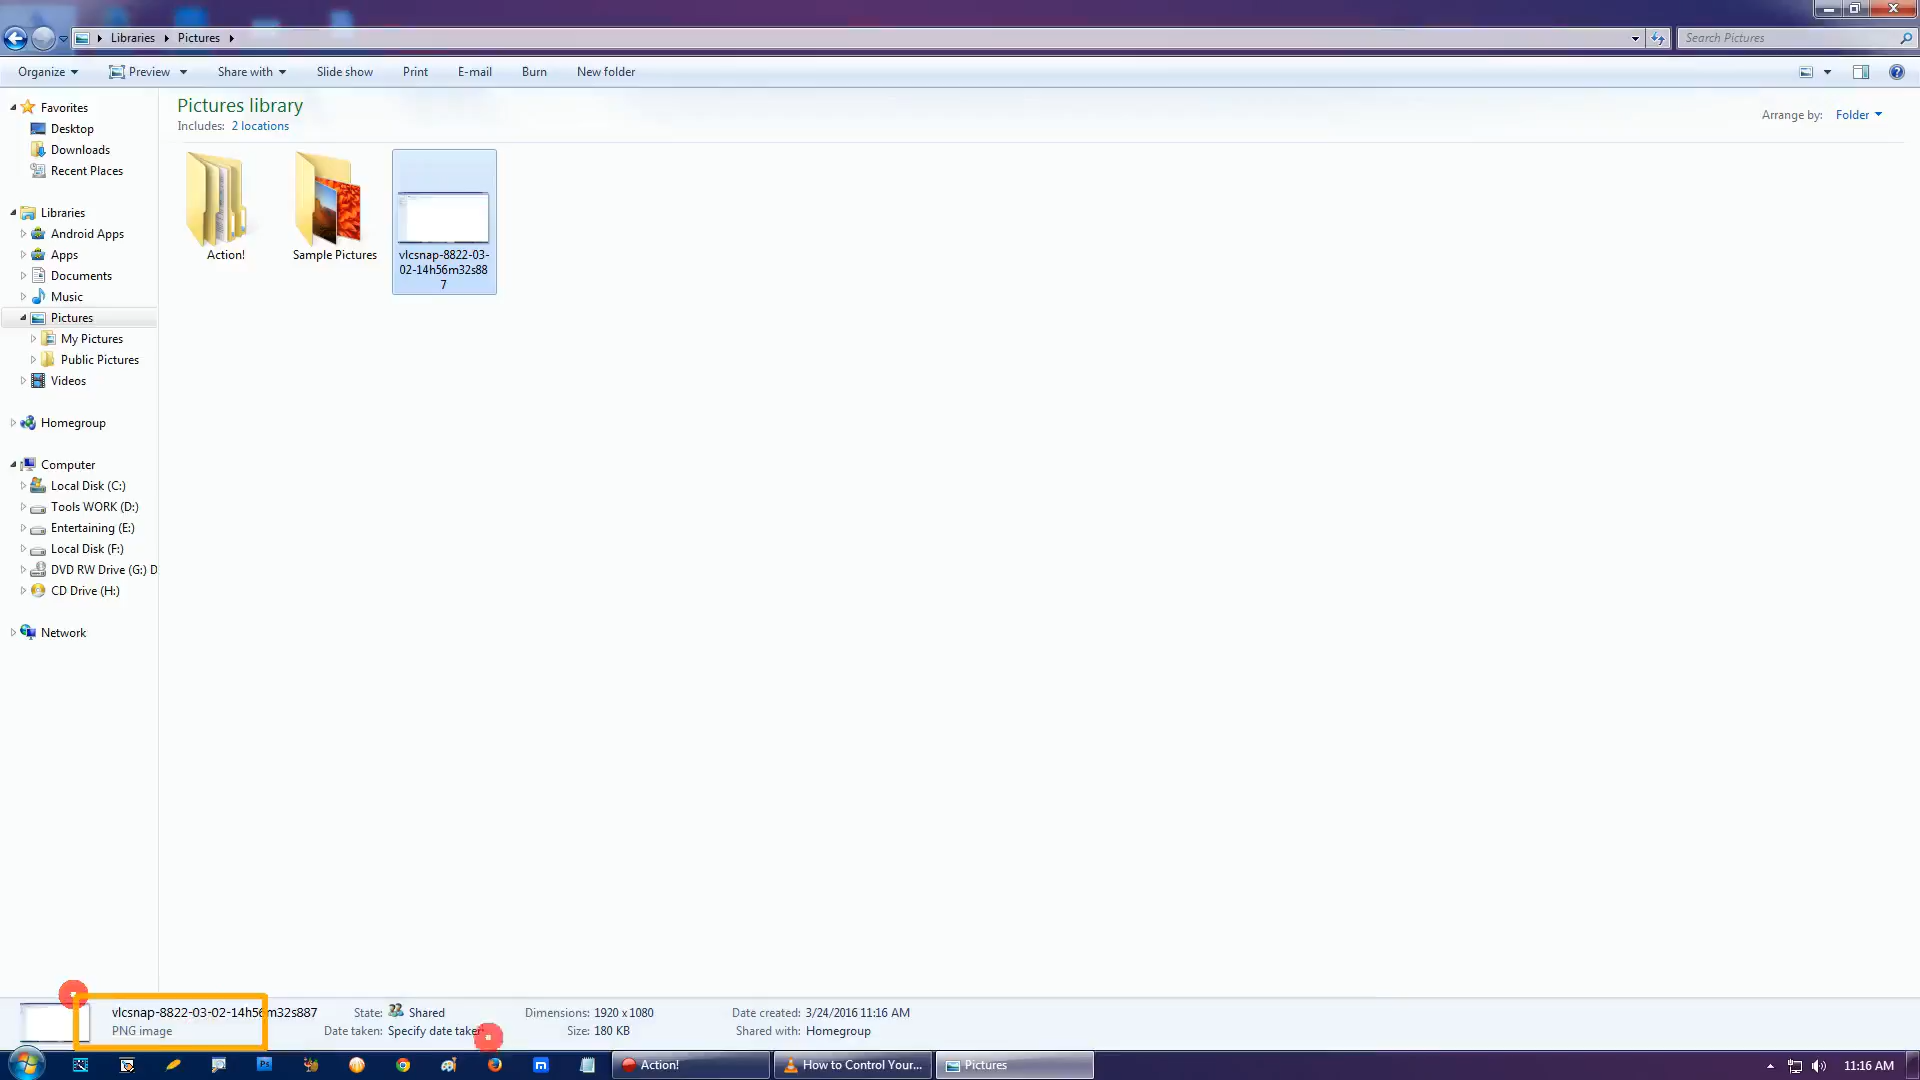 Libraries Pictures
Search Pictures
Organize Preview Share with Slide show Print E-mail Burn New folder
Favorites
Desktop
Downloads
Recent Places
Libraries
Android Apps
Apps
Documents
Music
Pictures
My Pictures
Public Pictures
Videos
Homegroup
Computer
Local Disk (C:)
Tools WORK (D:)
Entertaining (E:)
Local Disk (F:)
DVD RW Drive (G:) D
CD Drive (H:)
Network
Pictures library
Includes: 2 locations
Arrange by: Folder
Action!
Sample Pictures
vlcsnap-8822-03-
02-14h56m32s88
7
vlcsnap-8822-03-02-14h56m32s887 State: Shared Dimensions: 1920 x 1080 Date created: 3/24/2016 11:16 AM
PNG image Date taken: Specify date taken Size: 180 KB Shared with: Homegroup
Ps
Action! How to Control Your... Pictures 11:16 AM